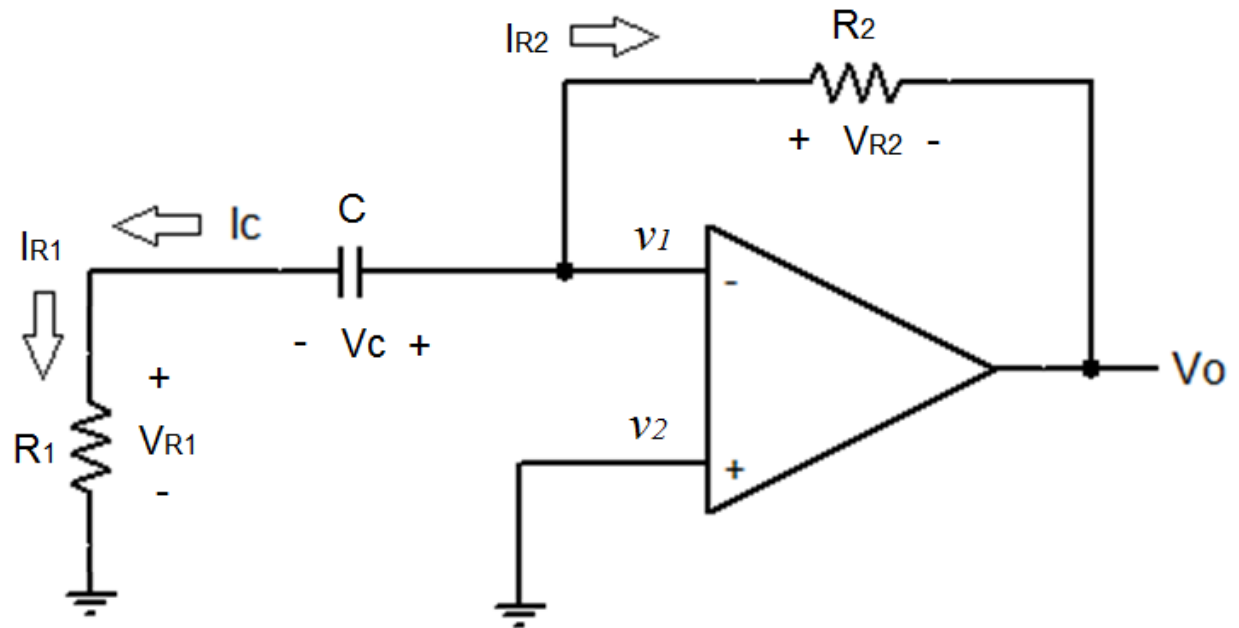 IR2
R2
+ VR2 -
C
Ic
IR1
v1
-
- Vc +
+
VR1
-
R1
Vo
v2
+